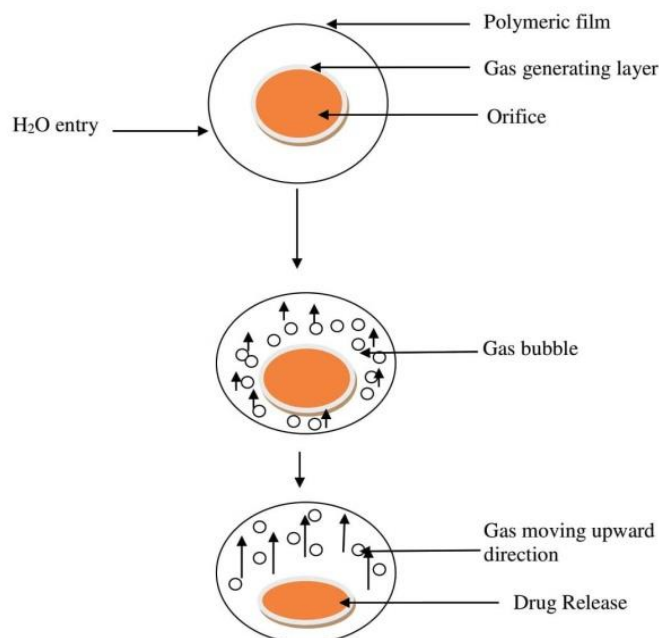 Polymeric film
Gas generating layer
Orifice
H₂O entry
Gas bubble
Gas moving upward
direction
Drug Release